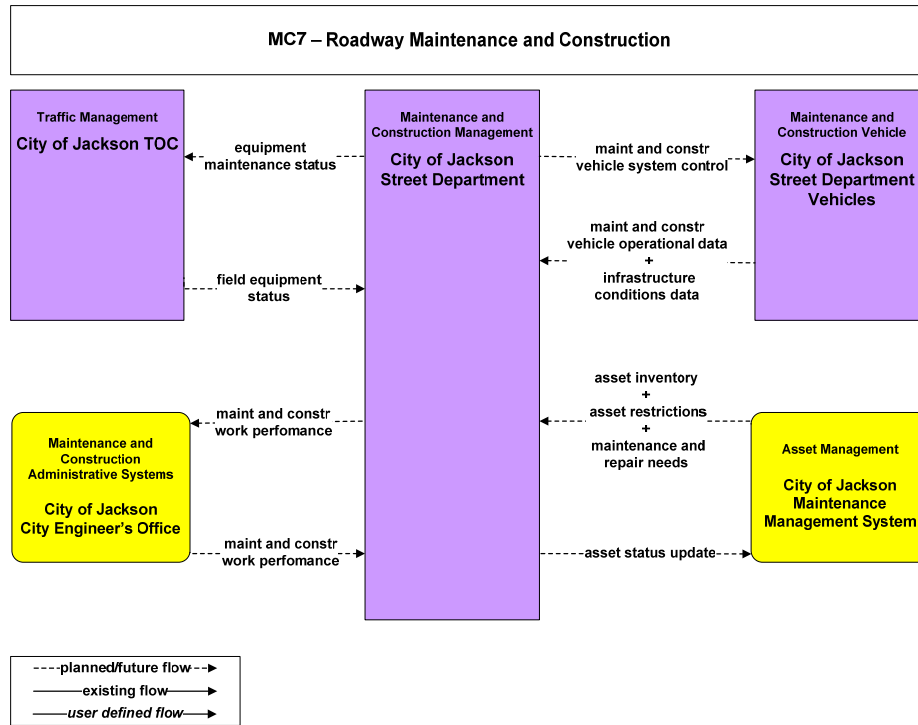 MC7 – Roadway Maintenance and Construction
Traffic Management
City of Jackson TOC
equipment
maintenance status
field equipment
status
Maintenance and
Construction Management
City of Jackson
Street Department
maint and constr
vehicle system control
maint and constr
vehicle operational data
+
infrastructure
conditions data
Maintenance and
Construction Vehicle
City of Jackson
Street Department
Vehicles
Maintenance and
Construction
Administrative Systems
City of Jackson
City Engineer's Office
maint and constr
work perfomance
maint and constr
work perfomance
asset inventory
+
asset restrictions
+
maintenance and
repair needs
asset status update
Asset Management
City of Jackson
Maintenance
Management System
planned/future flow
existing flow
user defined flow